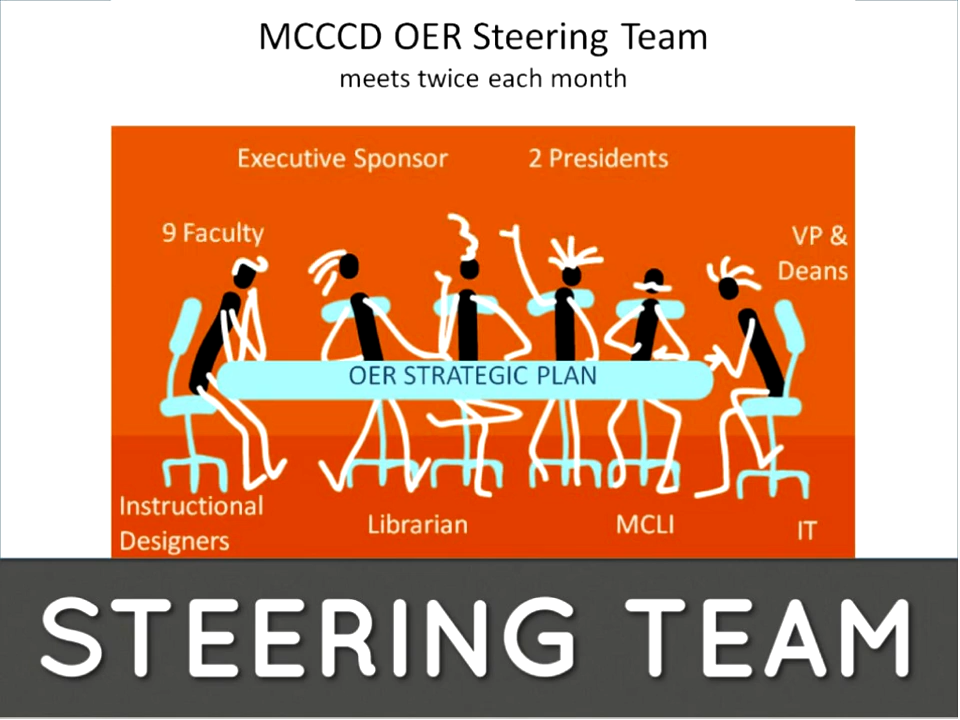 MCCCD OER Steering Team
meets twice each month
Executive Sponsor
2 Presidents
9 Faculty
VP &
Deans
OER STRATEGIC PLAN
Instructional
Designers
Librarian
MCLI
IT
STEERING TEAM